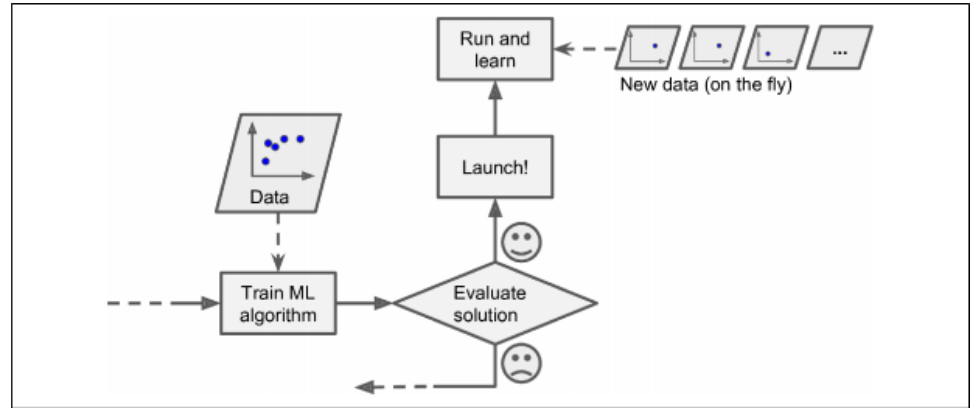 Run and
learn
...
New data (on the fly)
Launch!
Data
Train ML
algorithm
Evaluate
solution